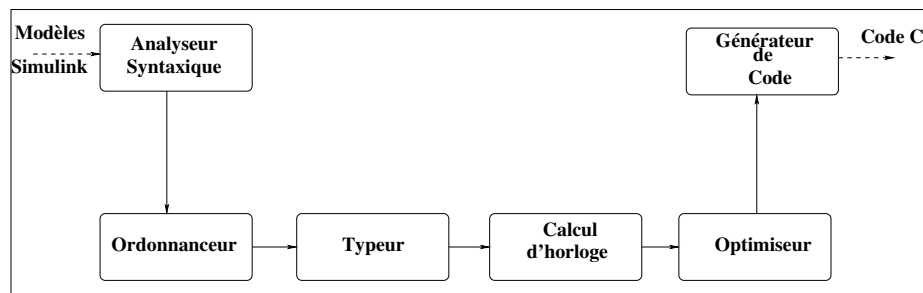 Modèles
Simulink
Analyseur
Syntaxique
Ordonnanceur
Typeur
Calcul
d'horloge
Optimiseur
Générateur
de
Code
Code C